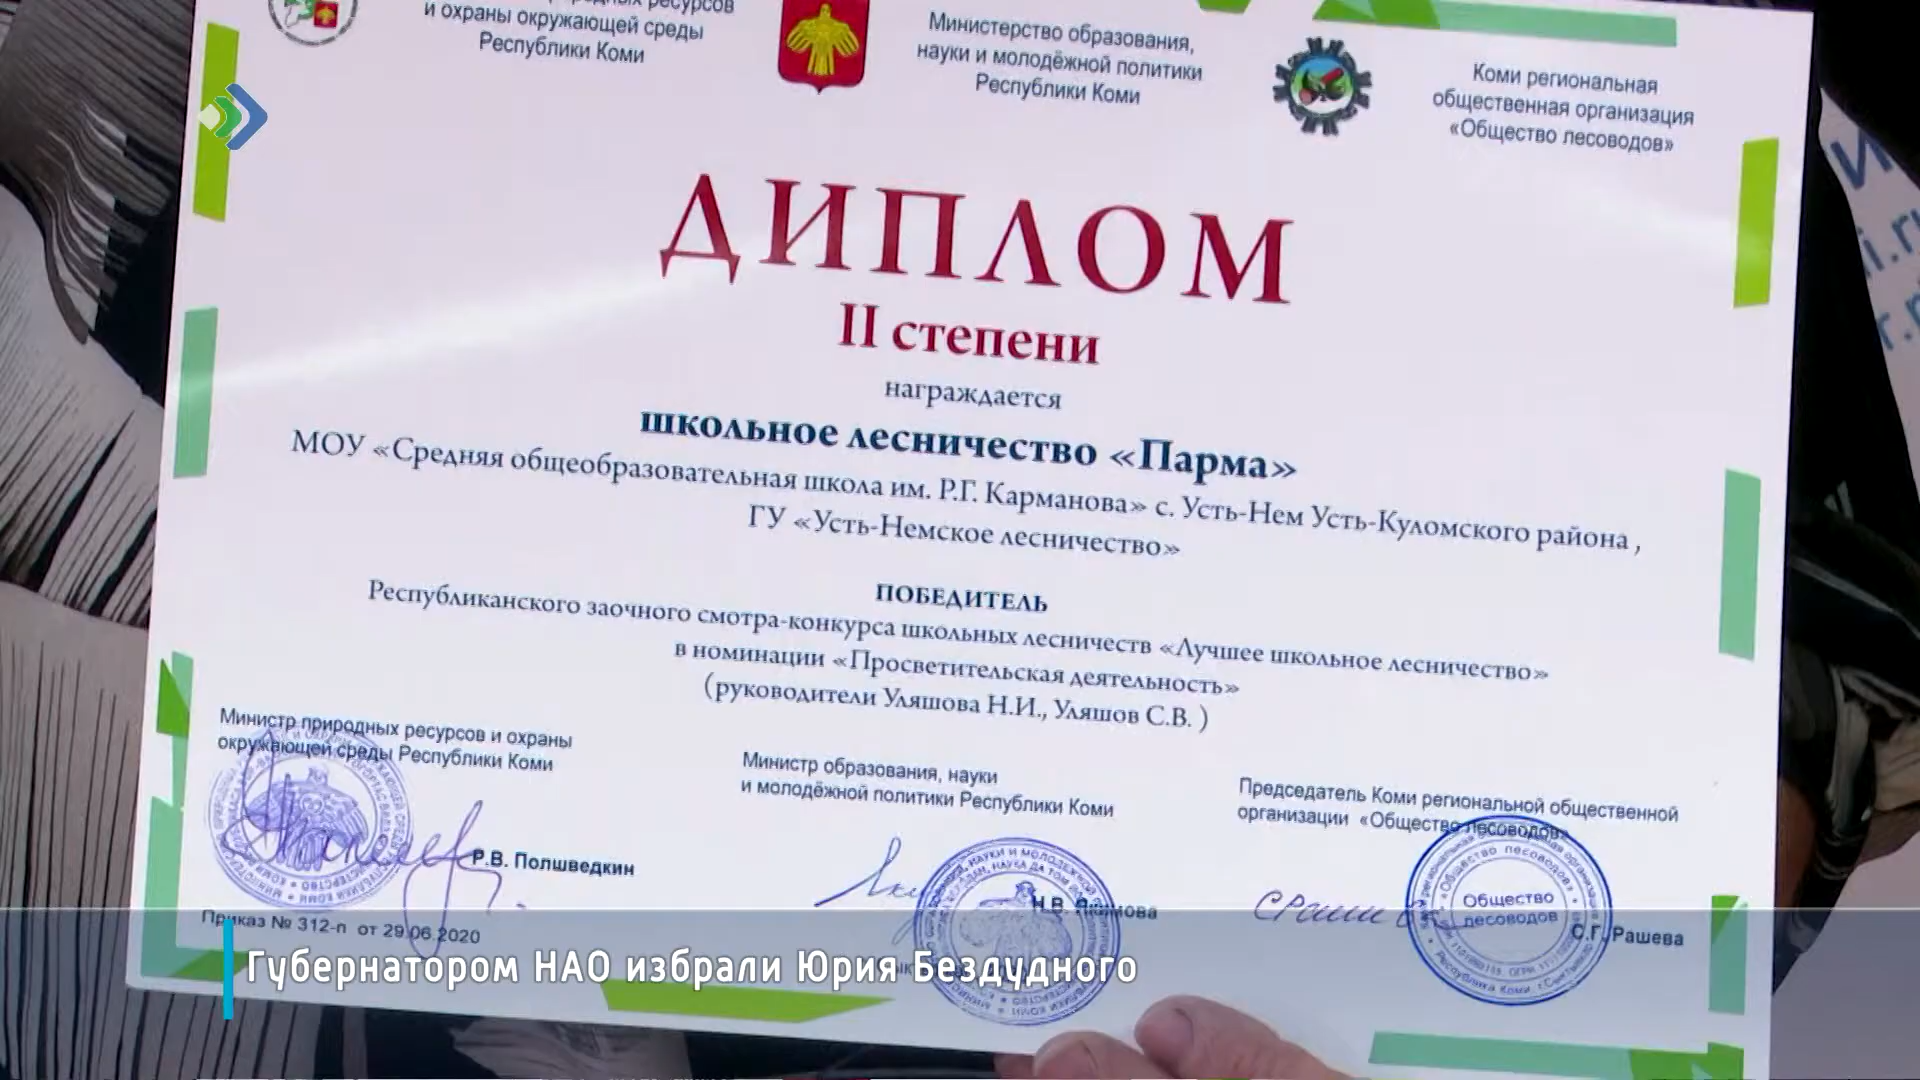 ресурсов
и охраны окружающей среды
Республики Коми
Министерство образования,
науки и молодёжной политики
Республики Коми
Коми региональная
общественная организация
«Общество лесоводов»
ДИПЛОМ
II степени
награждается
школьное лесничество «Парма»
МОУ «Средняя общеобразовательная школа им. Р.Г. Карманова» с. Усть-Нем Усть-Куломского района ,
ГУ «Усть-Немское лесничество»
ПОБЕДИТЕЛЬ
Республиканского заочного смотра-конкурса школьных лесничеств «Лучшее школьное лесничество»
в номинации «Просветительская деятельность»
(руководители Уляшова Н.И., Уляшов С.В. )
Министр природных ресурсов и охраны
окружающей среды Республики Коми
Р.В. Полшведкин
Приказ № 312-п от 29.06.2020
Министр образования, науки
и молодёжной политики Республики Коми
Н.В. Якимова
Председатель Коми региональной общественной
организации «Общество лесоводов»
Общество
лесоводов
С.Г. Рашева
Губернатором НАО избрали Юрия Бездудного